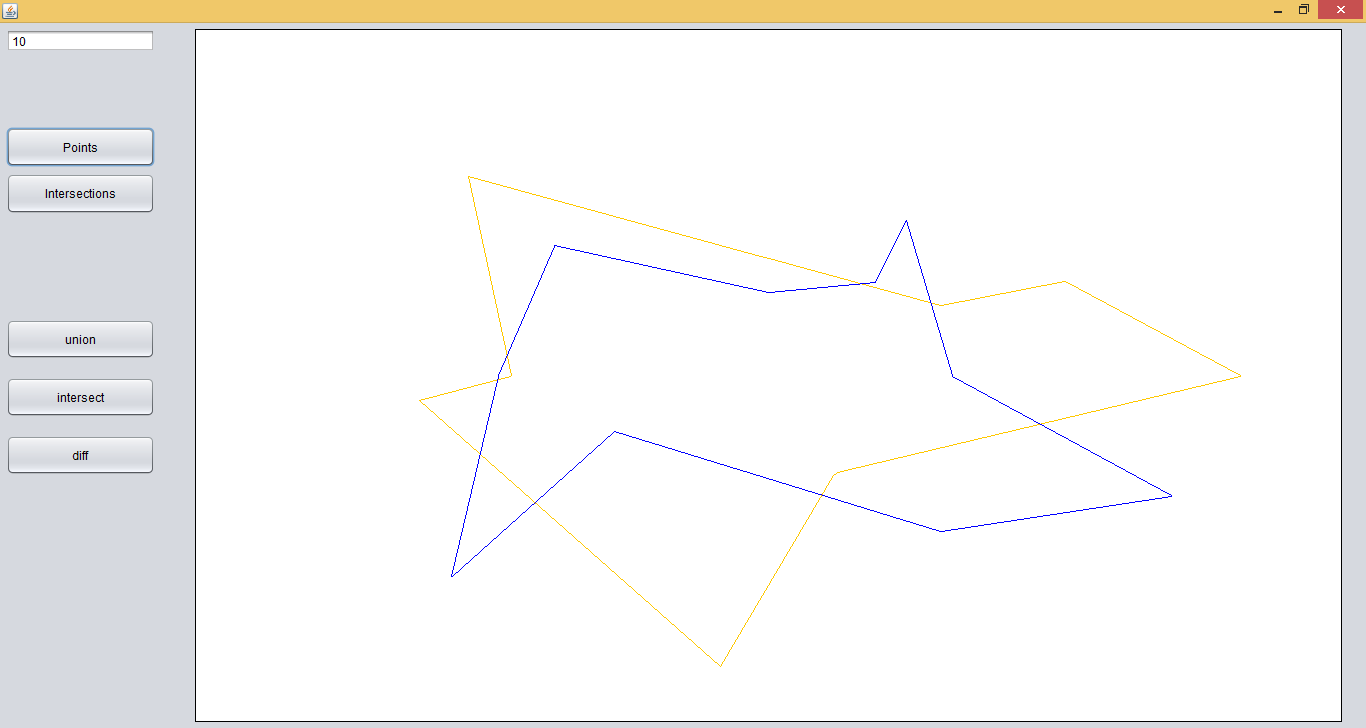 10
Points
Intersections
union
intersect
diff